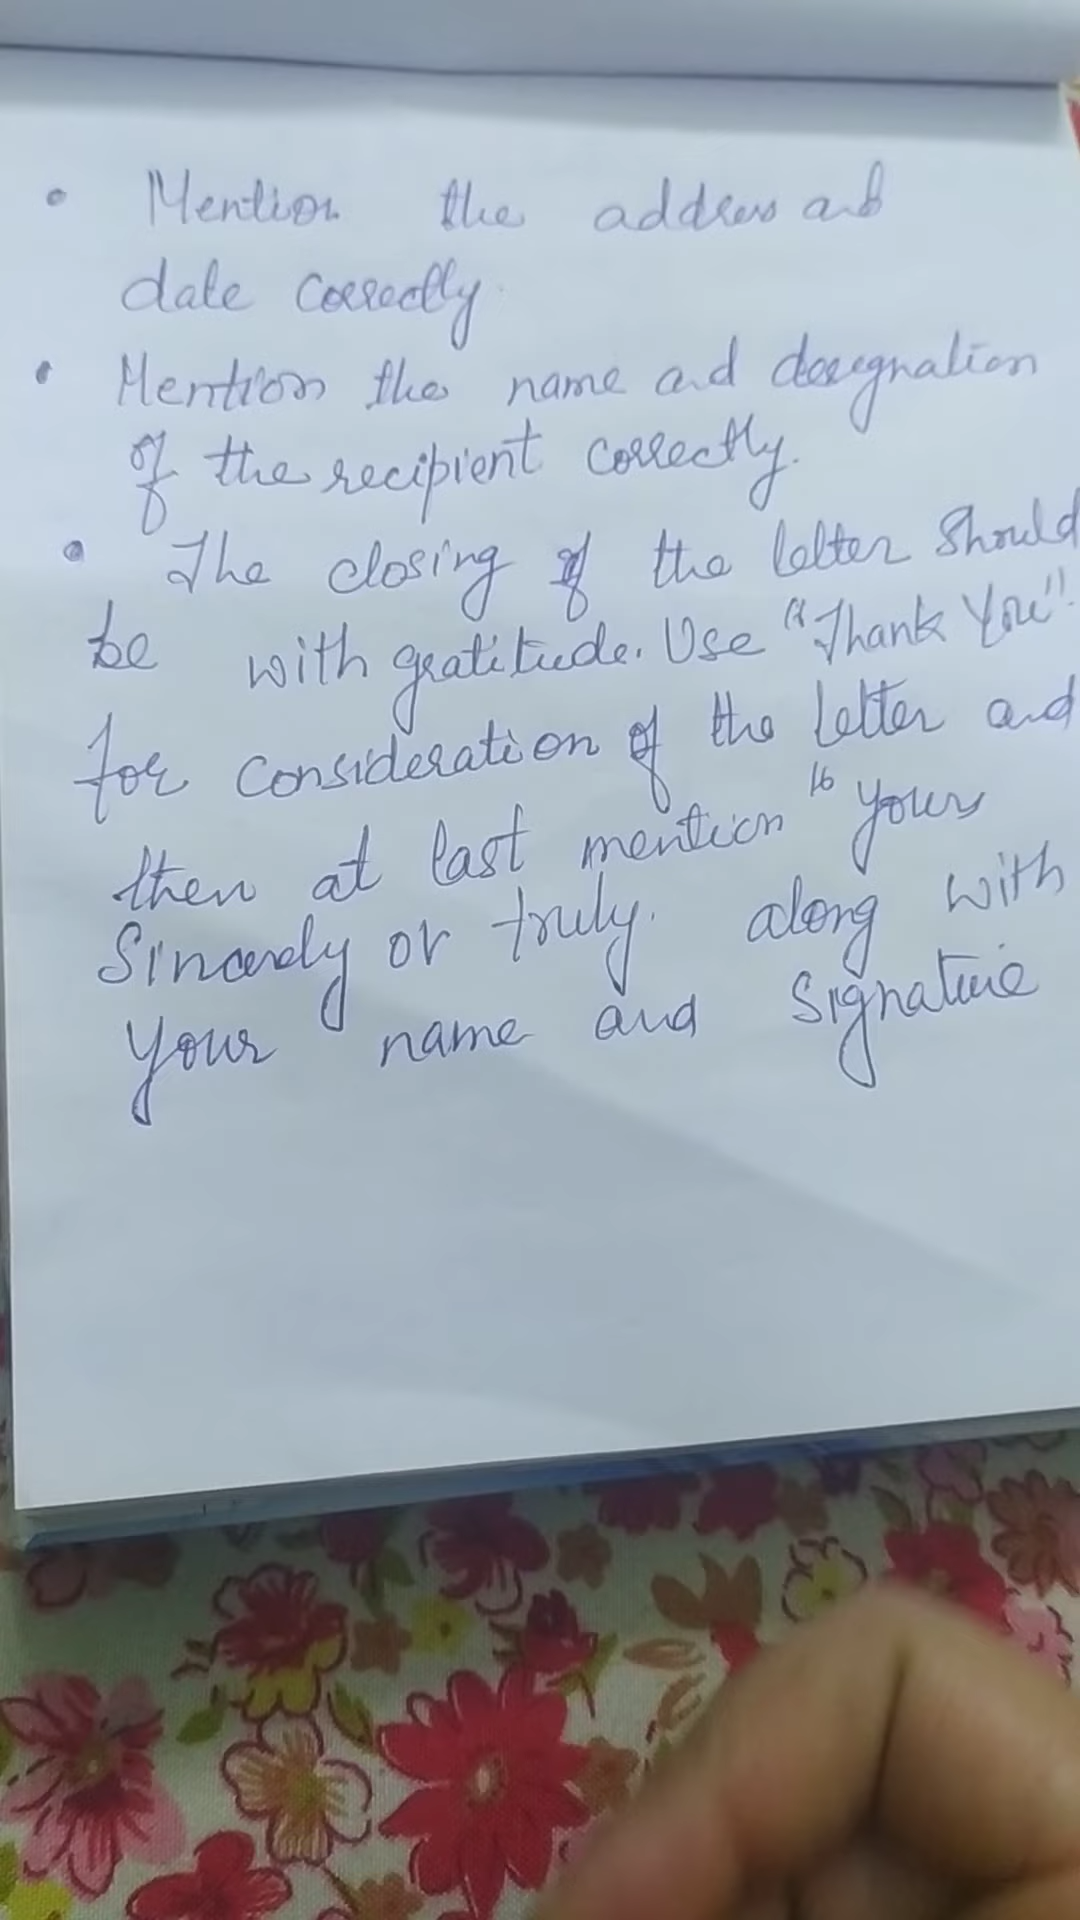 • Mention the address and
date correctly.
• Mention the name and desegnation
of the recipient correctly.
• The closing of the letter should
be with gratitude. Use "Thank You"
for consideration of the letter and
then at last mention "yours
Sincerely or truly. along with
your name and Signature